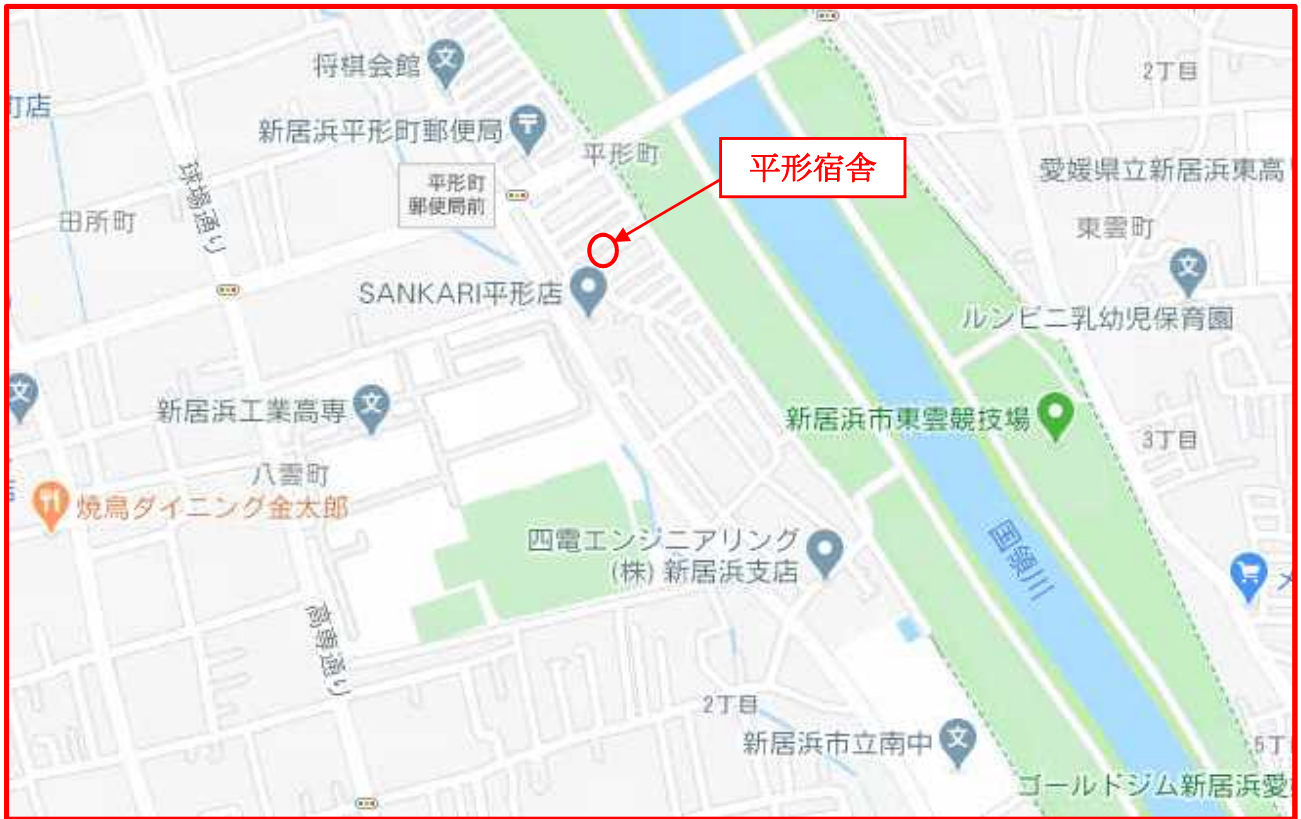 将棋会館
2丁目
町店
新居浜平形町郵便局
平形町
平形宿舎
愛媛県立新居浜東高
平形町
郵便局前
球場通り
田所町
東雲町
SANKARI平形店
ルンビニ乳幼児保育園
新居浜工業高専
新居浜市東雲競技場
3丁目
八雲町
焼鳥ダイニング金太郎
四電エンジニアリング
(株) 新居浜支店
国領川
高専通り
2丁目
新居浜市立南中
5丁
ゴールドジム新居浜愛